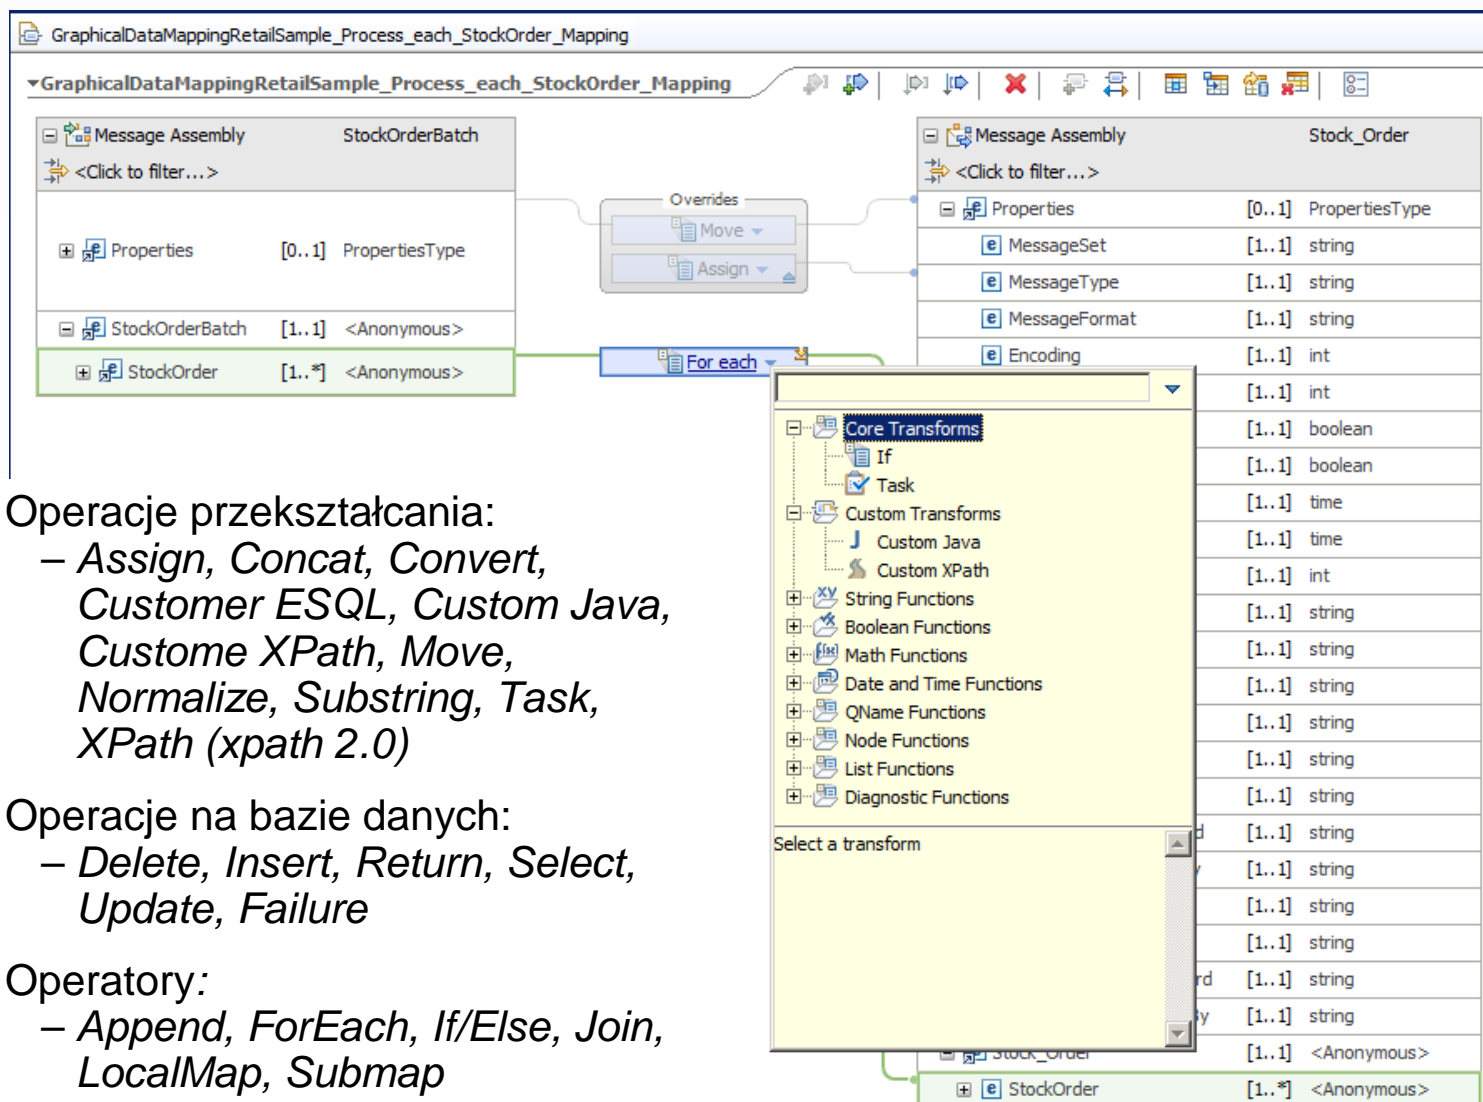 GraphicalDataMappingRetailSample_Process_each_StockOrder_Mapping
GraphicalDataMappingRetailSample_Process_each_StockOrder_Mapping
Message Assembly StockOrderBatch
<Click to filter...>
Properties [0..1] PropertiesType
StockOrderBatch [1..1] <Anonymous>
StockOrder [1..*] <Anonymous>
Overrides
Move
Assign
For each
Message Assembly Stock_Order
<Click to filter...>
Properties [0..1] PropertiesType
MessageSet [1..1] string
MessageType [1..1] string
MessageFormat [1..1] string
Encoding [1..1] int
[1..1] int
[1..1] boolean
[1..1] boolean
[1..1] time
[1..1] time
[1..1] int
[1..1] string
[1..1] string
[1..1] string
[1..1] string
[1..1] string
[1..1] string
d [1..1] string
y [1..1] string
[1..1] string
[1..1] string
rd [1..1] string
y [1..1] string
Stock_Order [1..1] <Anonymous>
StockOrder [1..*] <Anonymous>
Core Transforms
If
Task
Custom Transforms
Custom Java
Custom XPath
String Functions
Boolean Functions
Math Functions
Date and Time Functions
QName Functions
Node Functions
List Functions
Diagnostic Functions
Select a transform
Operacje przekształcania:
– Assign, Concat, Convert,
Customer ESQL, Custom Java,
Custome XPath, Move,
Normalize, Substring, Task,
XPath (xpath 2.0)
Operacje na bazie danych:
– Delete, Insert, Return, Select,
Update, Failure
Operatory:
– Append, ForEach, If/Else, Join,
LocalMap, Submap